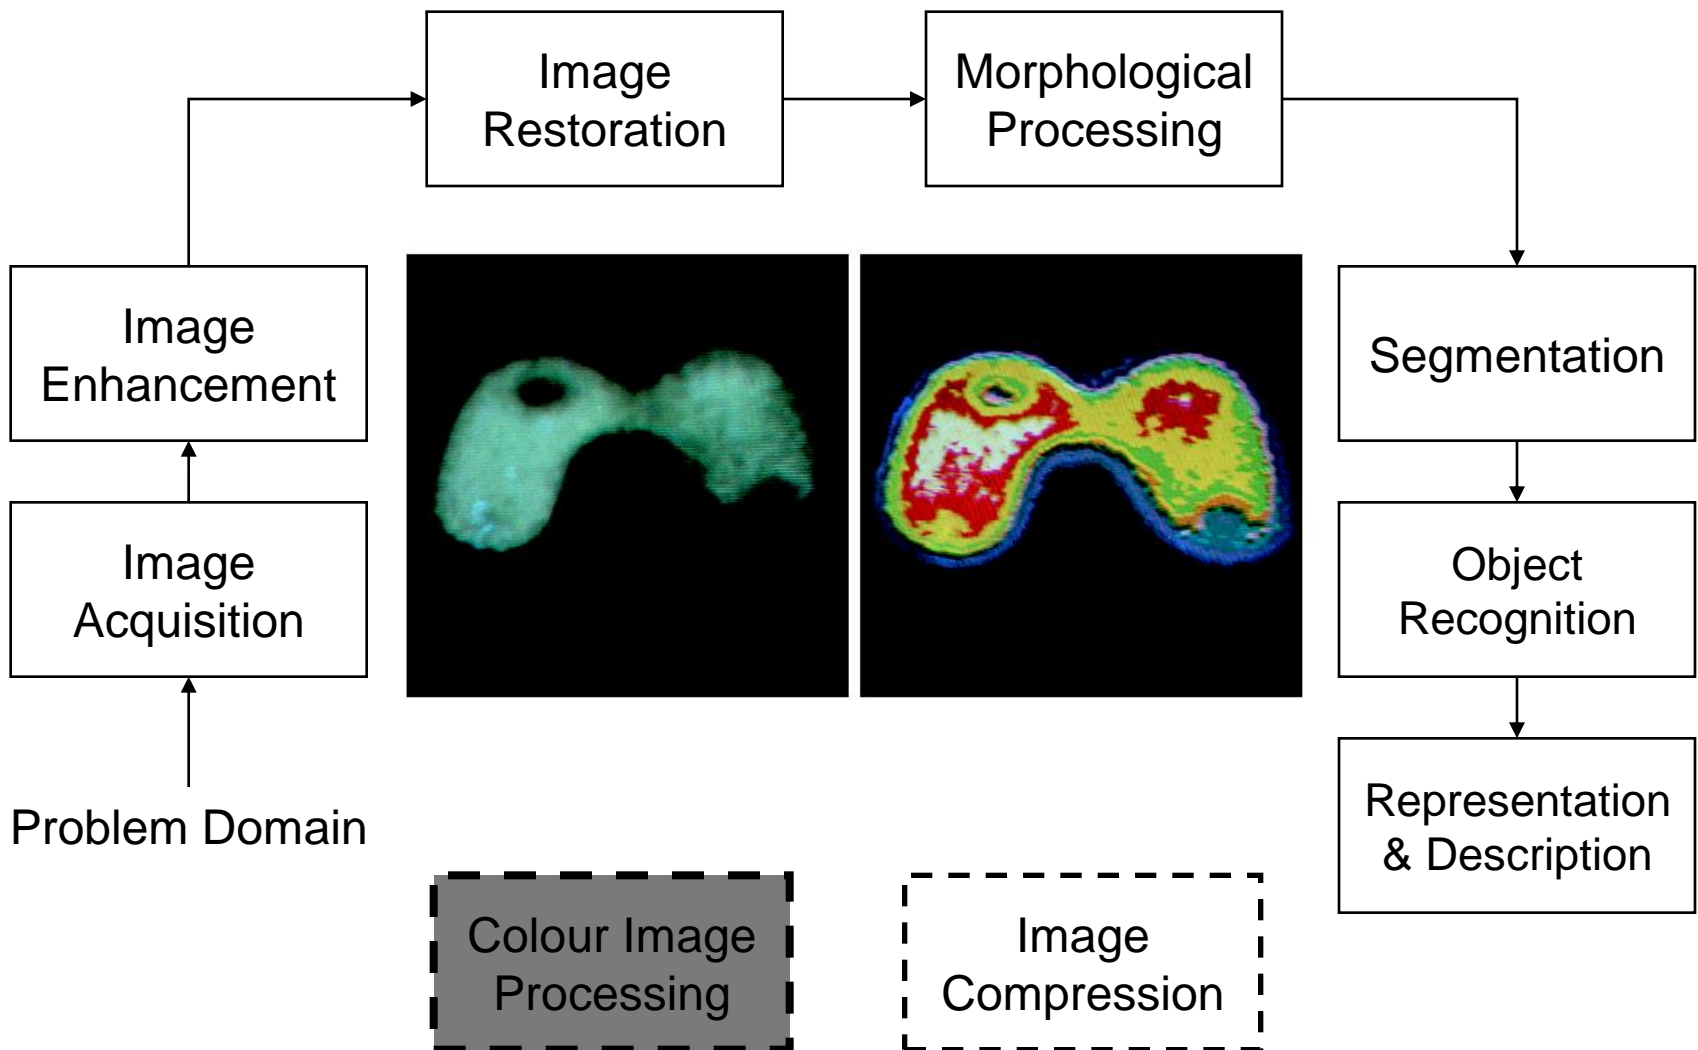 Image
Restoration
Morphological
Processing
Image
Enhancement
Segmentation
Image
Acquisition
Object
Recognition
Problem Domain
Representation
& Description
Colour Image
Processing
Image
Compression